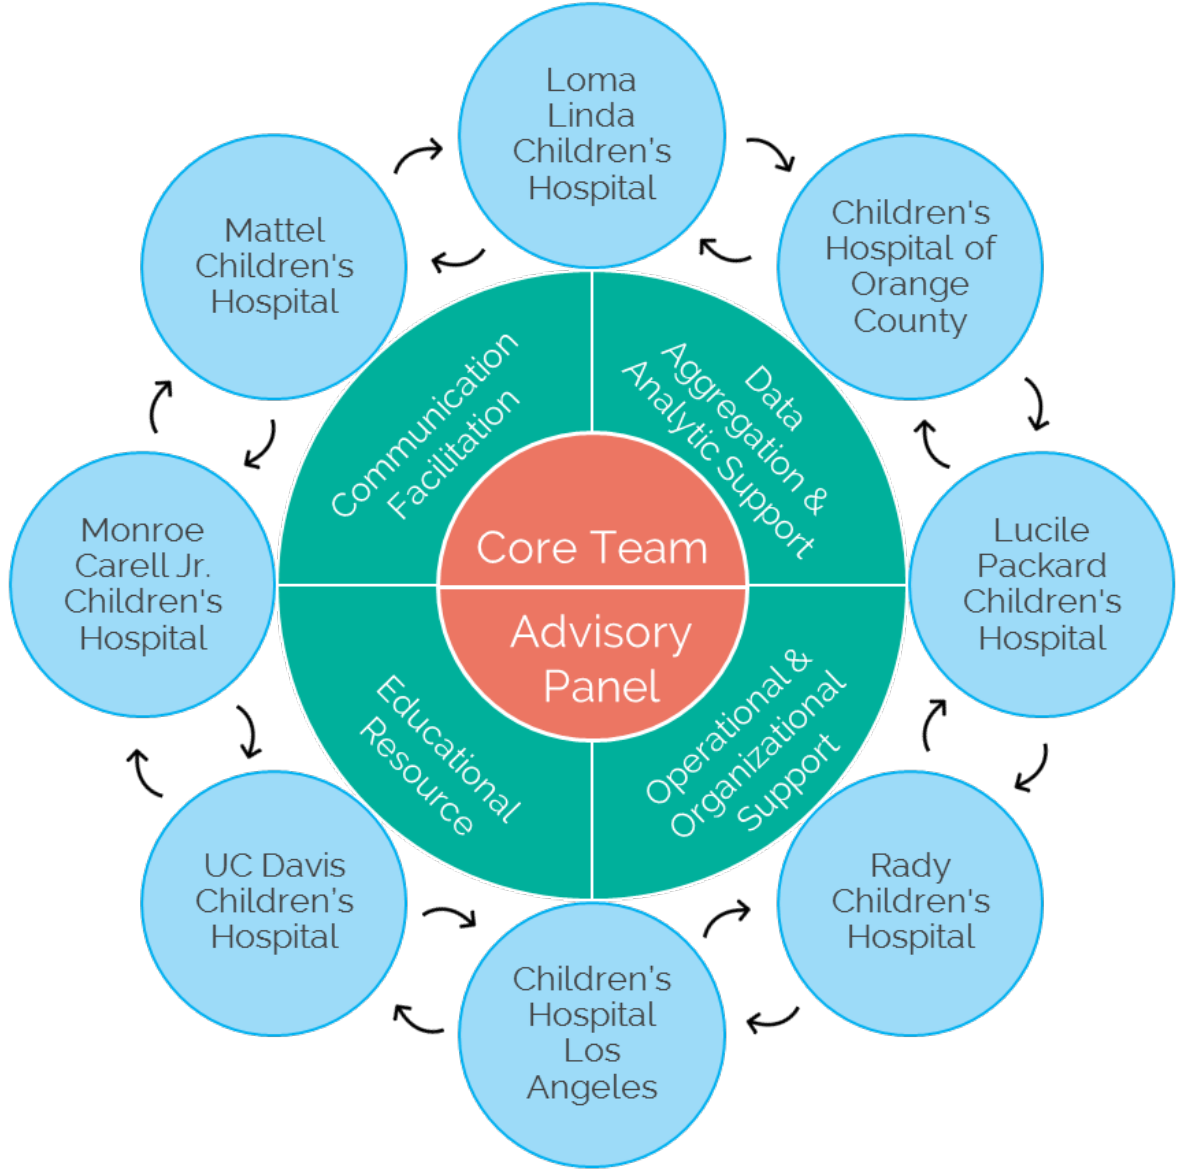 Loma
Linda
Children's
Hospital
Children's
Hospital of
Orange
County
Lucile
Packard
Children's
Hospital
Rady
Children's
Hospital
Children's
Hospital
Los
Angeles
UC Davis
Children's
Hospital
Monroe
Carell Jr.
Children's
Hospital
Mattel
Children's
Hospital
Communication
Facilitation
Data
Aggregation &
Analytic Support
Operational &
Organizational
Support
Educational
Resource
Core Team
Advisory
Panel